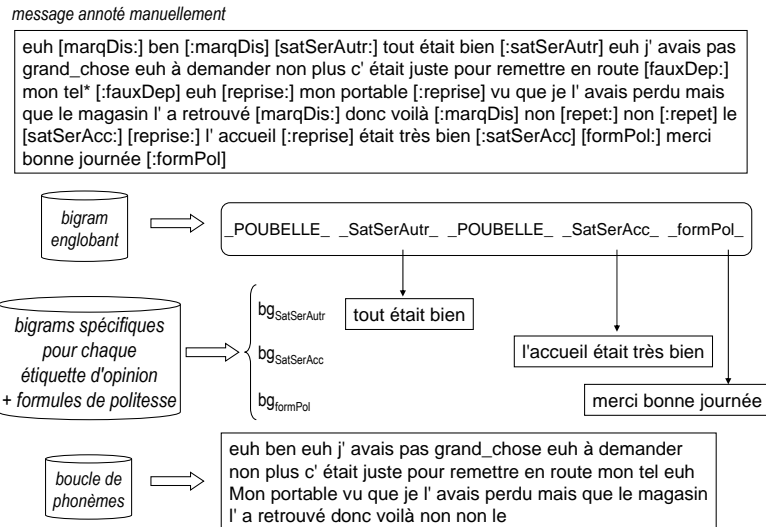 message annoté manuellement
euh [marqDis:] ben [:marqDis] [satSerAutr:] tout était bien [:satSerAutr] euh j' avais pas
grand_chose euh à demander non plus c' était juste pour remettre en route [fauxDep:]
mon tel* [:fauxDep] euh [reprise:] mon portable [:reprise] vu que je l' avais perdu mais
que le magasin l' a retrouvé [marqDis:] donc voilà [:marqDis] non [repet:] non [:repet] le
[satSerAcc:] [reprise:] l' accueil [:reprise] était très bien [:satSerAcc] [formPol:] merci
bonne journée [:formPol]
bigram
englobant
_POUBELLE_ _SatSerAutr_ _POUBELLE_ _SatSerAcc_ _formPol_
bigrams spécifiques
pour chaque
étiquette d'opinion
+ formules de politesse
bgSatSerAutr
bgSatSerAcc
bgformPol
tout était bien
l'accueil était très bien
merci bonne journée
boucle de
phonèmes
euh ben euh j' avais pas grand_chose euh à demander
non plus c' était juste pour remettre en route mon tel euh
Mon portable vu que je l' avais perdu mais que le magasin
l' a retrouvé donc voilà non non le